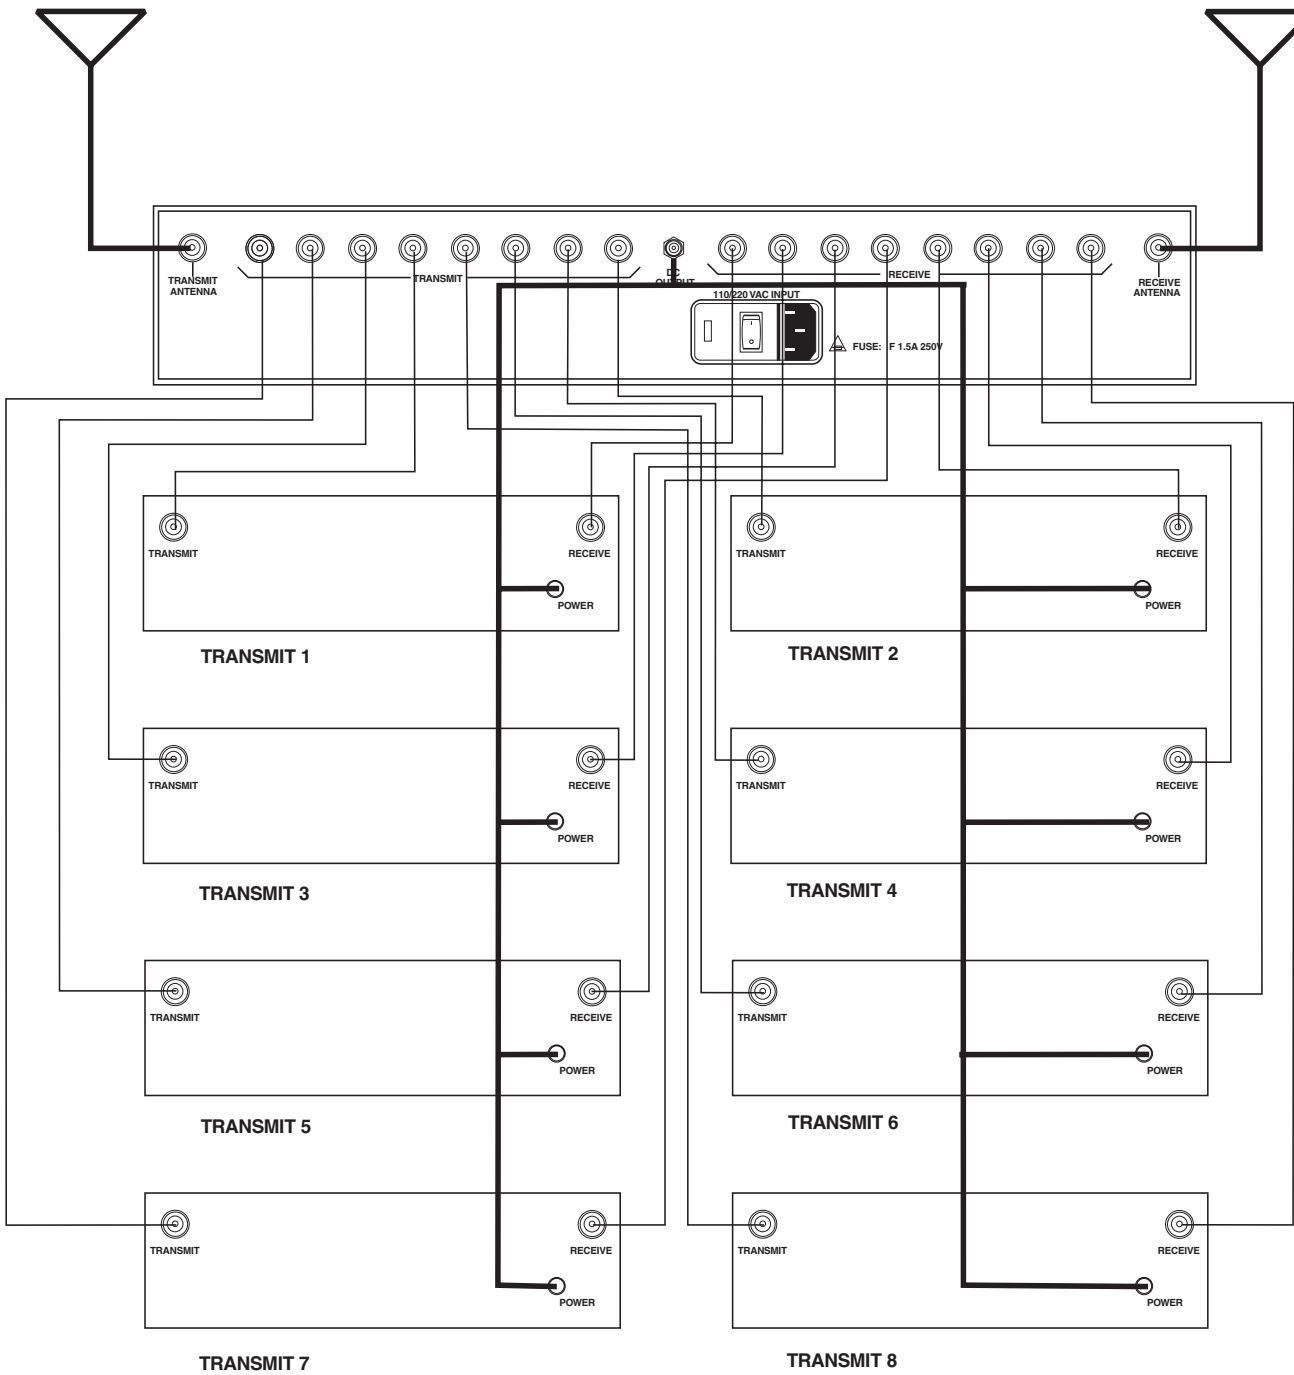 TRANSMIT
ANTENNA
TRANSMIT
DC
OUTPUT
RECEIVE
RECEIVE
ANTENNA
110/220 VAC INPUT
FUSE: F 1.5A 250V
TRANSMIT
RECEIVE
POWER
TRANSMIT 1
TRANSMIT
RECEIVE
POWER
TRANSMIT 2
TRANSMIT
RECEIVE
POWER
TRANSMIT 3
TRANSMIT
RECEIVE
POWER
TRANSMIT 4
TRANSMIT
RECEIVE
POWER
TRANSMIT 5
TRANSMIT
RECEIVE
POWER
TRANSMIT 6
TRANSMIT
RECEIVE
POWER
TRANSMIT 7
TRANSMIT
RECEIVE
POWER
TRANSMIT 8